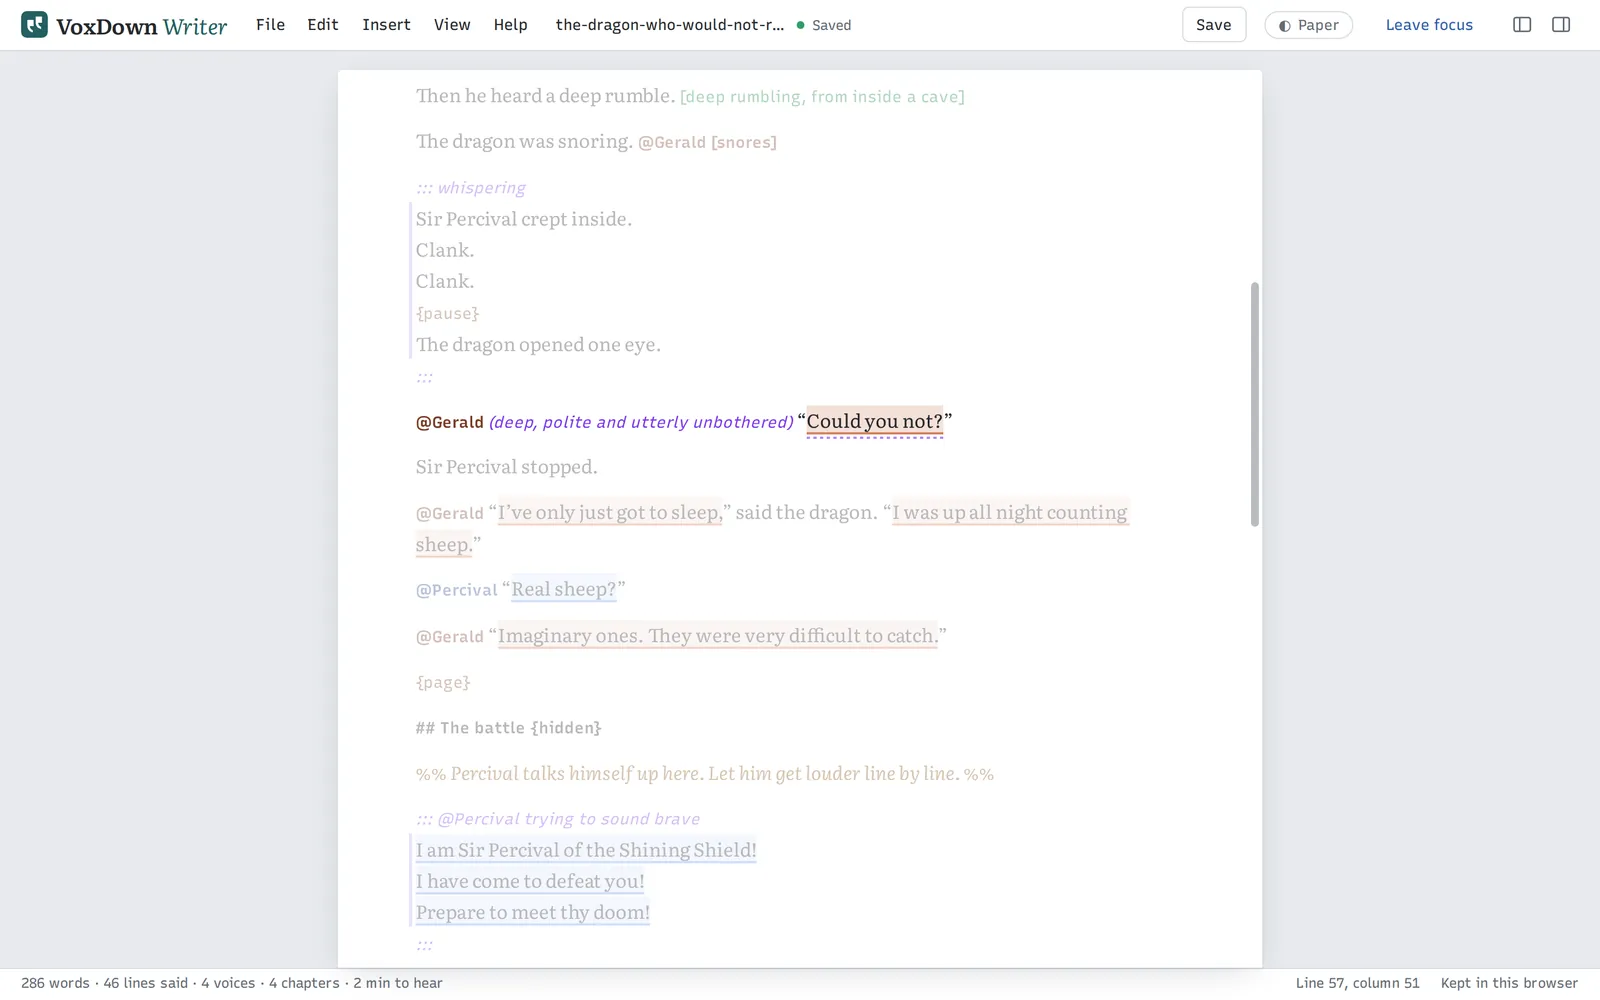 VoxDown Writer File Edit Insert View Help the-dragon-who-would-not-r... Saved Save Paper Leave focus
Then he heard a deep rumble. [deep rumbling, from inside a cave]
The dragon was snoring. @Gerald [snores]
::: whispering
Sir Percival crept inside.
Clank.
Clank.
{pause}
The dragon opened one eye.
:::
@Gerald (deep, polite and utterly unbothered) “Could you not?”
Sir Percival stopped.
@Gerald “I’ve only just got to sleep,” said the dragon. “I was up all night counting
sheep.”
@Percival “Real sheep?”
@Gerald “Imaginary ones. They were very difficult to catch.”
{page}
## The battle {hidden}
%% Percival talks himself up here. Let him get louder line by line. %%
::: @Percival trying to sound brave
I am Sir Percival of the Shining Shield!
I have come to defeat you!
Prepare to meet thy doom!
:::
286 words · 46 lines said · 4 voices · 4 chapters · 2 min to hear Line 57, column 51 Kept in this browser